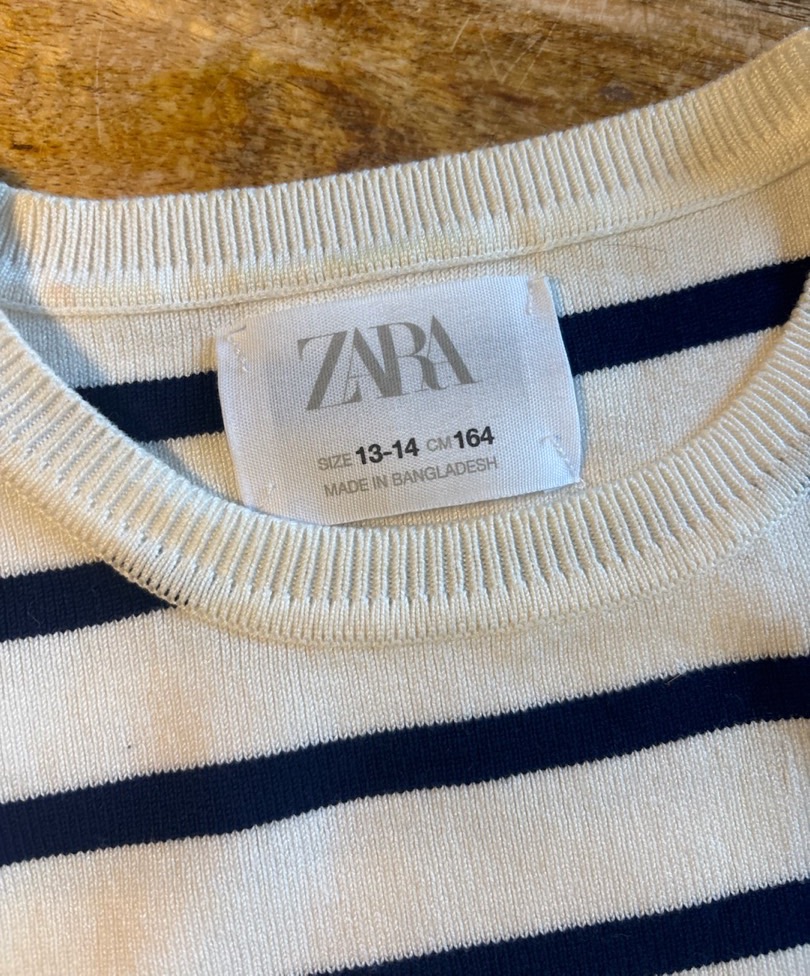 ZARA
SIZE 13-14 CM 164
MADE IN BANGLADESH